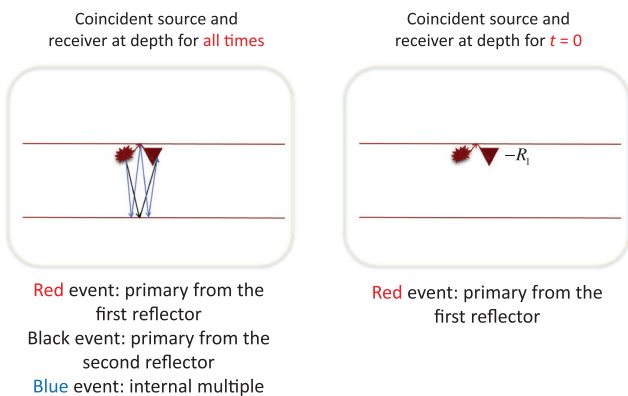 Coincident source and
receiver at depth for all times
Red event: primary from the
first reflector
Black event: primary from the
second reflector
Blue event: internal multiple
Coincident source and
receiver at depth for t = 0
−R₁
Red event: primary from the
first reflector